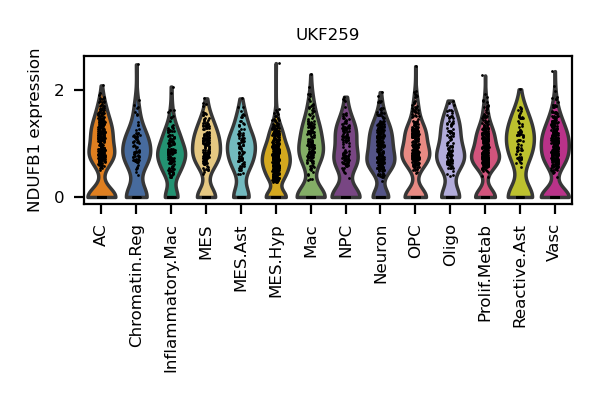 UKF259
NDUFB1 expression
2
0
AC
Chromatin.Reg
Inflammatory.Mac
MES
MES.Ast
MES.Hyp
Mac
NPC
Neuron
OPC
Oligo
Prolif.Metab
Reactive.Ast
Vasc